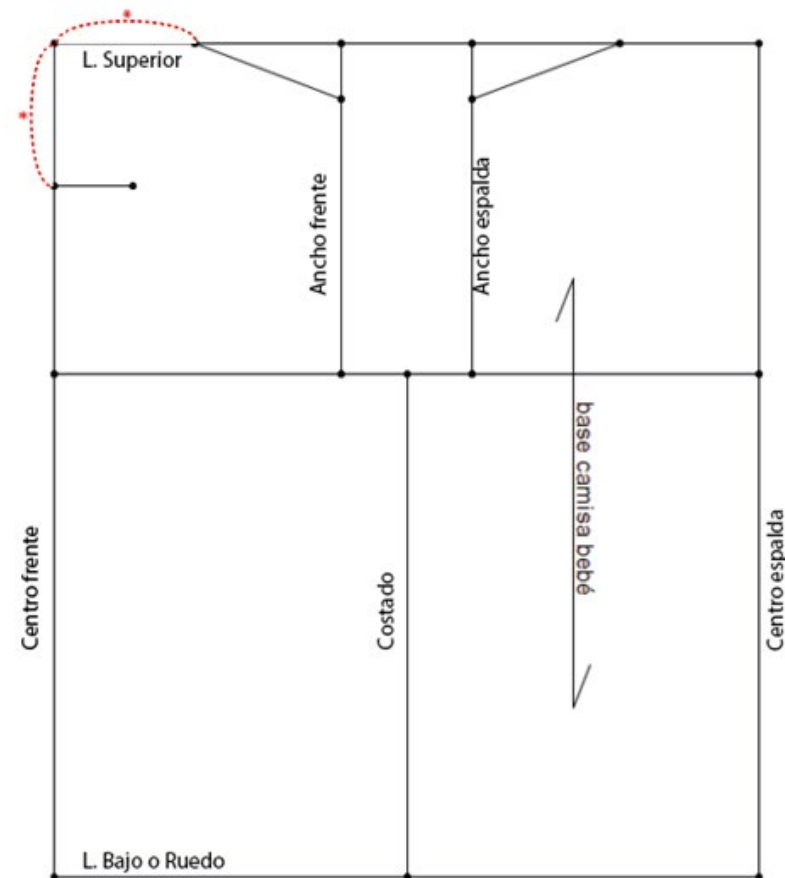 *
*
L. Superior
Ancho frente
Ancho espalda
base camisa bebé
Centro frente
Costado
Centro espalda
L. Bajo o Ruedo